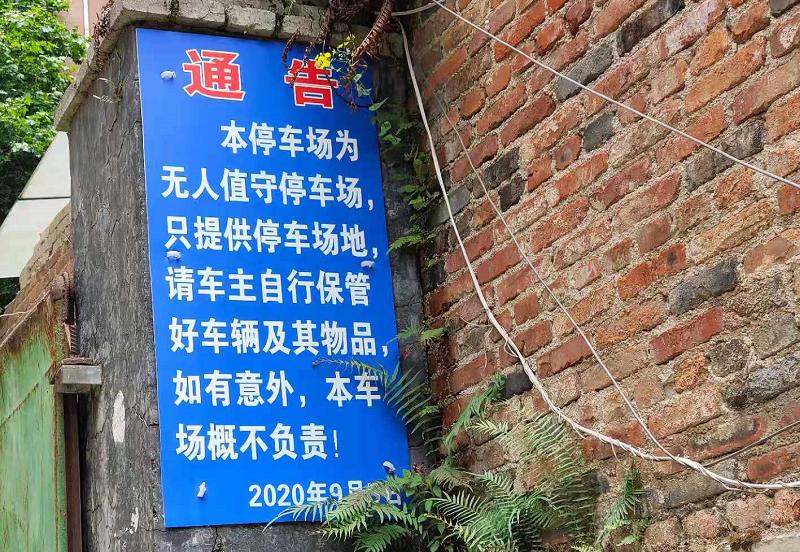 通告
本停车场为
无人值守停车场，
只提供停车场地，
请车主自行保管
好车辆及其物品，
如有意外，本车
场概不负责！
2020年9月 日